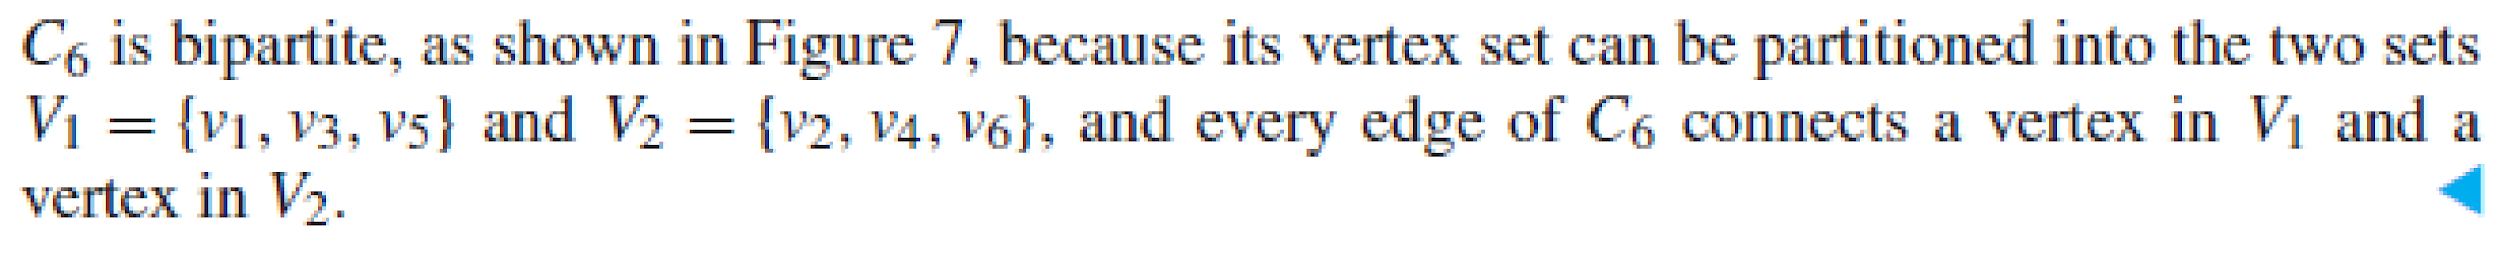 C₆ is bipartite, as shown in Figure 7, because its vertex set can be partitioned into the two sets
V₁ = {v₁, v₃, v₅} and V₂ = {v₂, v₄, v₆}, and every edge of C₆ connects a vertex in V₁ and a
vertex in V₂.